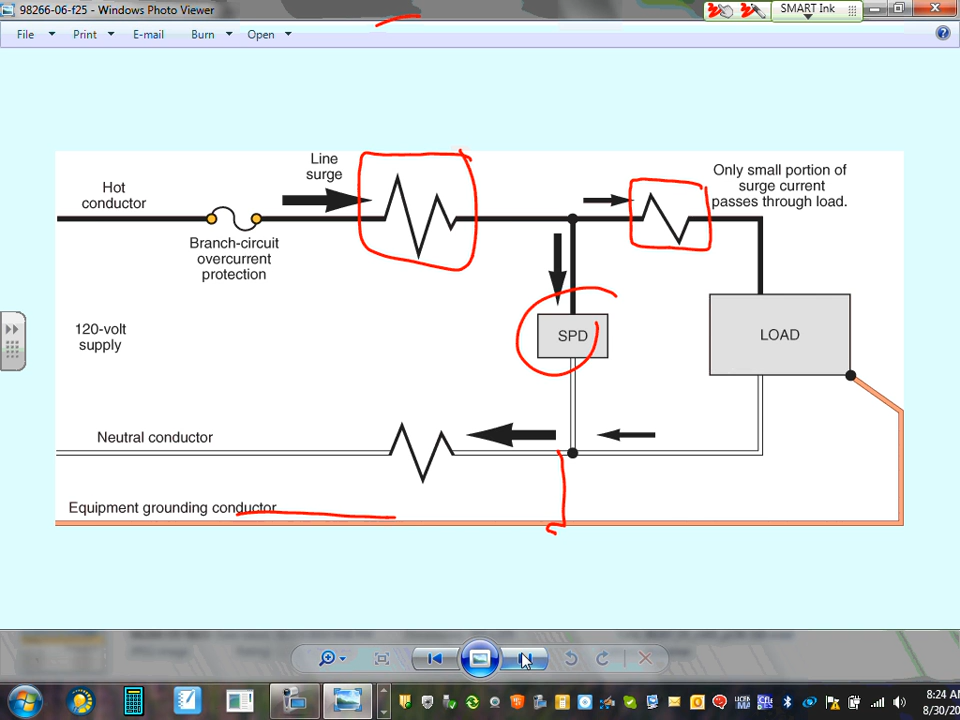 98266-06-f25 - Windows Photo Viewer
SMART Ink
File Print E-mail Burn Open
Line
surge
Only small portion of
surge current
passes through load.
Hot
conductor
Branch-circuit
overcurrent
protection
120-volt
supply
SPD
LOAD
Neutral conductor
Equipment grounding conductor
8:24 AM
8/30/20